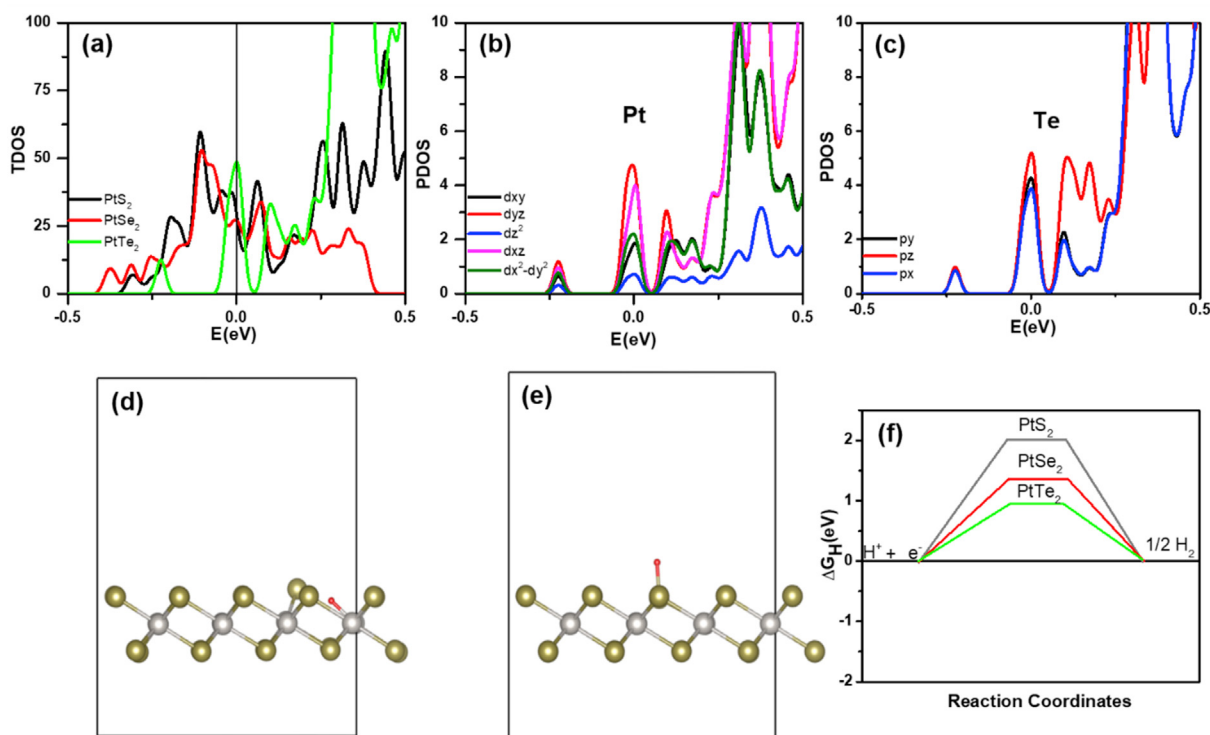 (a)
TDOS
100
75
50
25
0
PtS₂
PtSe₂
PtTe₂
-0.5
0.0
0.5
E(eV)
(b)
Pt
PDOS
10
8
6
4
2
0
dxy
dyz
dz²
dxz
dx²-dy²
-0.5
0.0
0.5
E(eV)
(c)
Te
PDOS
10
8
6
4
2
0
py
pz
px
-0.5
0.0
0.5
E(eV)
(d)
(e)
(f)
ΔG_H(eV)
2
1
0
-1
-2
PtS₂
PtSe₂
PtTe₂
H⁺ + e⁻
1/2 H₂
Reaction Coordinates